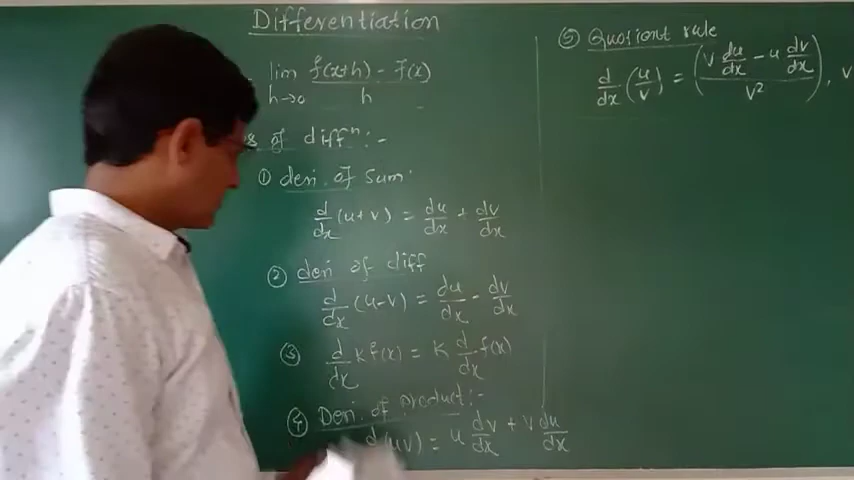 Differentiation
lim f(x+h) - f(x)
h→0 h
of diffⁿ:-
① deri. of sum.
d/dx (u+v) = du/dx + dv/dx
② deri of diff
d/dx (u-v) = du/dx - dv/dx
③ d/dx K f(x) = K d/dx f(x)
④ Deri. of product:-
d (uv) = u dv/dx + v du/dx
⑤ Quotient rule
d/dx (u/v) = (v du/dx - u dv/dx / v²), v